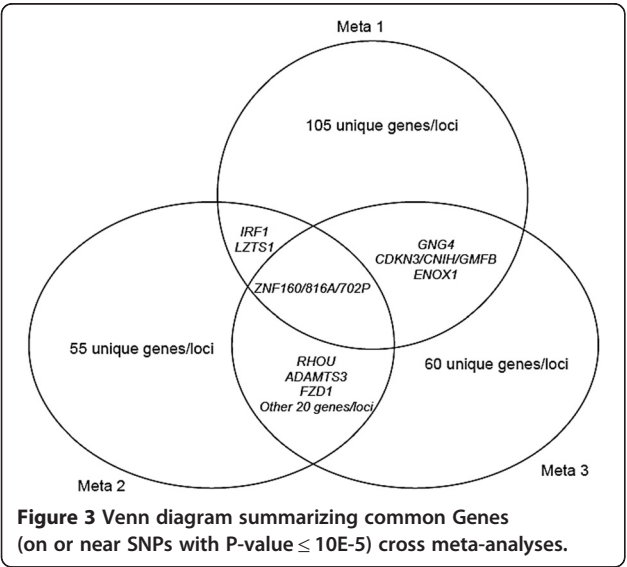 Meta 1
105 unique genes/loci
IRF1
LZTS1
GNG4
CDKN3/CNIH/GMFB
ENOX1
ZNF160/816A/702P
55 unique genes/loci
RHOU
ADAMTS3
FZD1
Other 20 genes/loci
60 unique genes/loci
Meta 2
Meta 3
Figure 3 Venn diagram summarizing common Genes
(on or near SNPs with P-value ≤ 10E-5) cross meta-analyses.